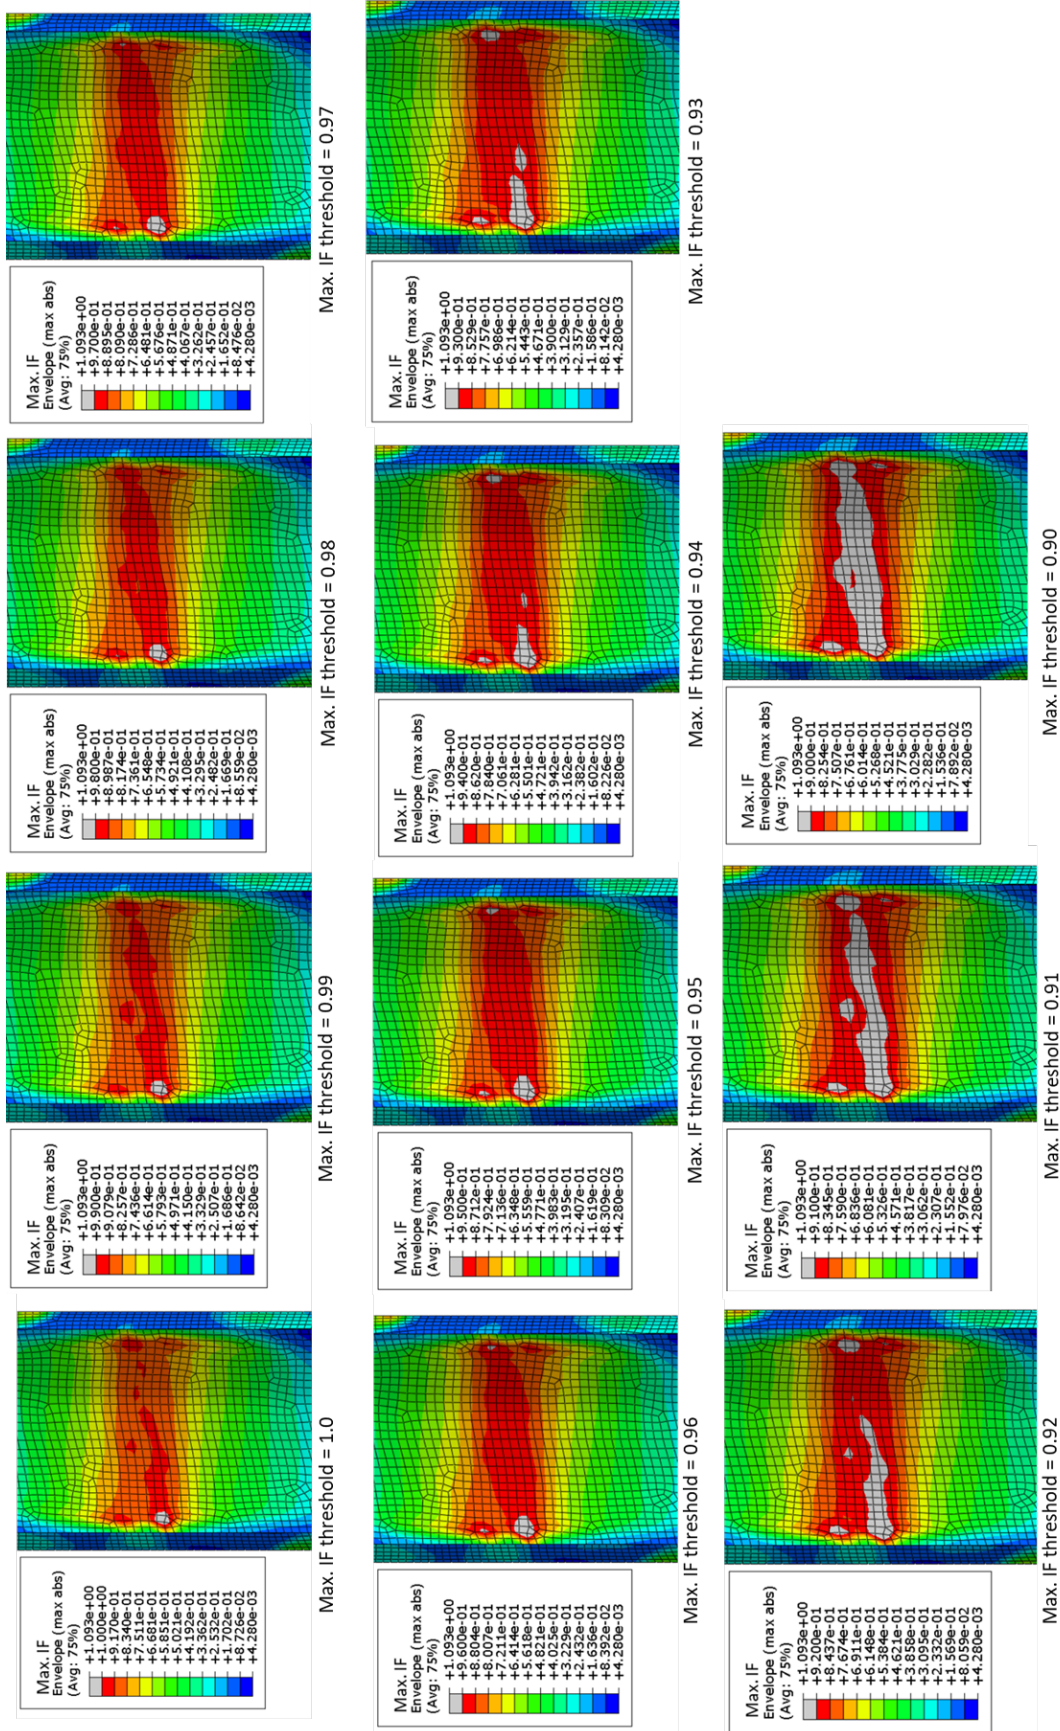 Max. IF
Envelope (max abs)
(Avg: 75%)
+1.093e+00
+1.000e+00
+9.170e-01
+8.340e-01
+7.511e-01
+6.681e-01
+5.851e-01
+5.021e-01
+4.192e-01
+3.362e-01
+2.532e-01
+1.702e-01
+8.726e-02
+4.280e-03
Max. IF threshold = 1.0
Max. IF
Envelope (max abs)
(Avg: 75%)
+1.093e+00
+9.900e-01
+9.079e-01
+8.257e-01
+7.436e-01
+6.614e-01
+5.793e-01
+4.971e-01
+4.150e-01
+3.329e-01
+2.507e-01
+1.686e-01
+8.642e-02
+4.280e-03
Max. IF threshold = 0.99
Max. IF
Envelope (max abs)
(Avg: 75%)
+1.093e+00
+9.800e-01
+8.987e-01
+8.174e-01
+7.361e-01
+6.548e-01
+5.734e-01
+4.921e-01
+4.108e-01
+3.295e-01
+2.482e-01
+1.669e-01
+8.559e-02
+4.280e-03
Max. IF threshold = 0.98
Max. IF
Envelope (max abs)
(Avg: 75%)
+1.093e+00
+9.700e-01
+8.895e-01
+8.090e-01
+7.286e-01
+6.481e-01
+5.676e-01
+4.871e-01
+4.067e-01
+3.262e-01
+2.457e-01
+1.652e-01
+8.476e-02
+4.280e-03
Max. IF threshold = 0.97
Max. IF
Envelope (max abs)
(Avg: 75%)
+1.093e+00
+9.600e-01
+8.804e-01
+8.007e-01
+7.211e-01
+6.414e-01
+5.618e-01
+4.821e-01
+4.025e-01
+3.229e-01
+2.432e-01
+1.636e-01
+8.392e-02
+4.280e-03
Max. IF threshold = 0.96
Max. IF
Envelope (max abs)
(Avg: 75%)
+1.093e+00
+9.500e-01
+8.712e-01
+7.924e-01
+7.136e-01
+6.348e-01
+5.559e-01
+4.771e-01
+3.983e-01
+3.195e-01
+2.407e-01
+1.619e-01
+8.309e-02
+4.280e-03
Max. IF threshold = 0.95
Max. IF
Envelope (max abs)
(Avg: 75%)
+1.093e+00
+9.400e-01
+8.620e-01
+7.840e-01
+7.061e-01
+6.281e-01
+5.501e-01
+4.721e-01
+3.942e-01
+3.162e-01
+2.382e-01
+1.602e-01
+8.226e-02
+4.280e-03
Max. IF threshold = 0.94
Max. IF
Envelope (max abs)
(Avg: 75%)
+1.093e+00
+9.300e-01
+8.529e-01
+7.757e-01
+6.986e-01
+6.214e-01
+5.443e-01
+4.671e-01
+3.900e-01
+3.129e-01
+2.357e-01
+1.586e-01
+8.142e-02
+4.280e-03
Max. IF threshold = 0.93
Max. IF
Envelope (max abs)
(Avg: 75%)
+1.093e+00
+9.200e-01
+8.437e-01
+7.674e-01
+6.911e-01
+6.148e-01
+5.384e-01
+4.621e-01
+3.858e-01
+3.095e-01
+2.332e-01
+1.569e-01
+8.059e-02
+4.280e-03
Max. IF threshold = 0.92
Max. IF
Envelope (max abs)
(Avg: 75%)
+1.093e+00
+9.100e-01
+8.345e-01
+7.590e-01
+6.836e-01
+6.081e-01
+5.326e-01
+4.571e-01
+3.817e-01
+3.062e-01
+2.307e-01
+1.552e-01
+7.976e-02
+4.280e-03
Max. IF threshold = 0.91
Max. IF
Envelope (max abs)
(Avg: 75%)
+1.093e+00
+9.000e-01
+8.254e-01
+7.507e-01
+6.761e-01
+6.014e-01
+5.268e-01
+4.521e-01
+3.775e-01
+3.029e-01
+2.282e-01
+1.536e-01
+7.892e-02
+4.280e-03
Max. IF threshold = 0.90